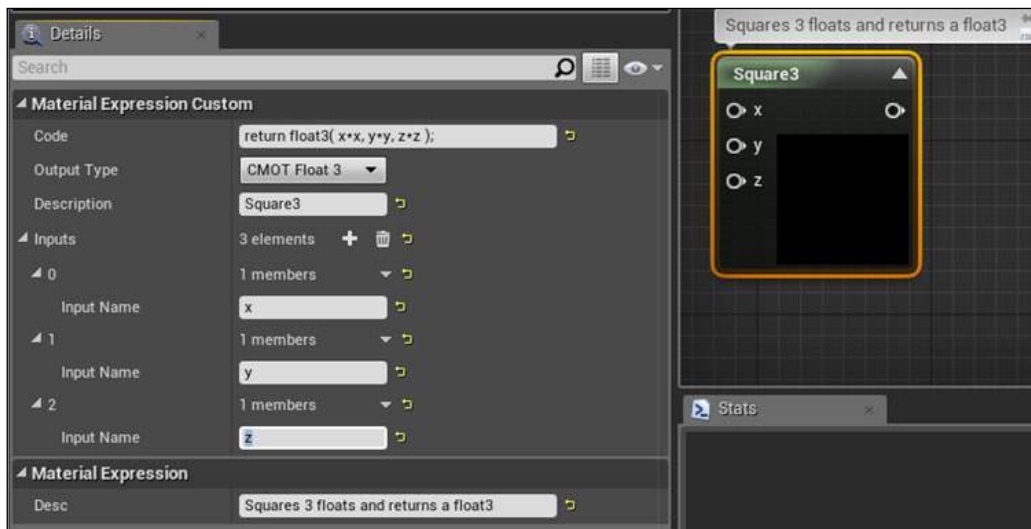 Details
Search
Material Expression Custom
Code
return float3( x*x, y*y, z*z );
Output Type
CMOT Float 3
Description
Square3
Inputs
3 elements
0
1 members
Input Name
x
1
1 members
Input Name
y
2
1 members
Input Name
z
Material Expression
Desc
Squares 3 floats and returns a float3
Squares 3 floats and returns a float3
Square3
x
y
z
Stats